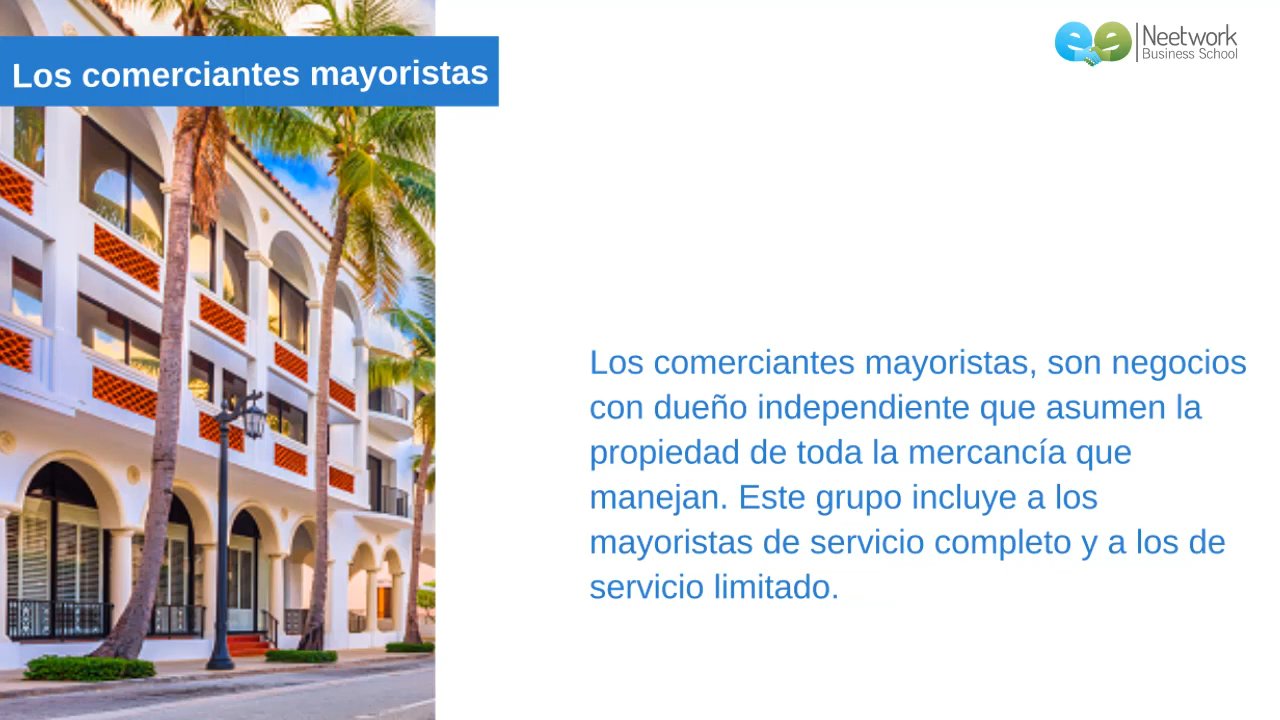 Los comerciantes mayoristas
Neetwork
Business School
Los comerciantes mayoristas, son negocios
con dueño independiente que asumen la
propiedad de toda la mercancía que
manejan. Este grupo incluye a los
mayoristas de servicio completo y a los de
servicio limitado.